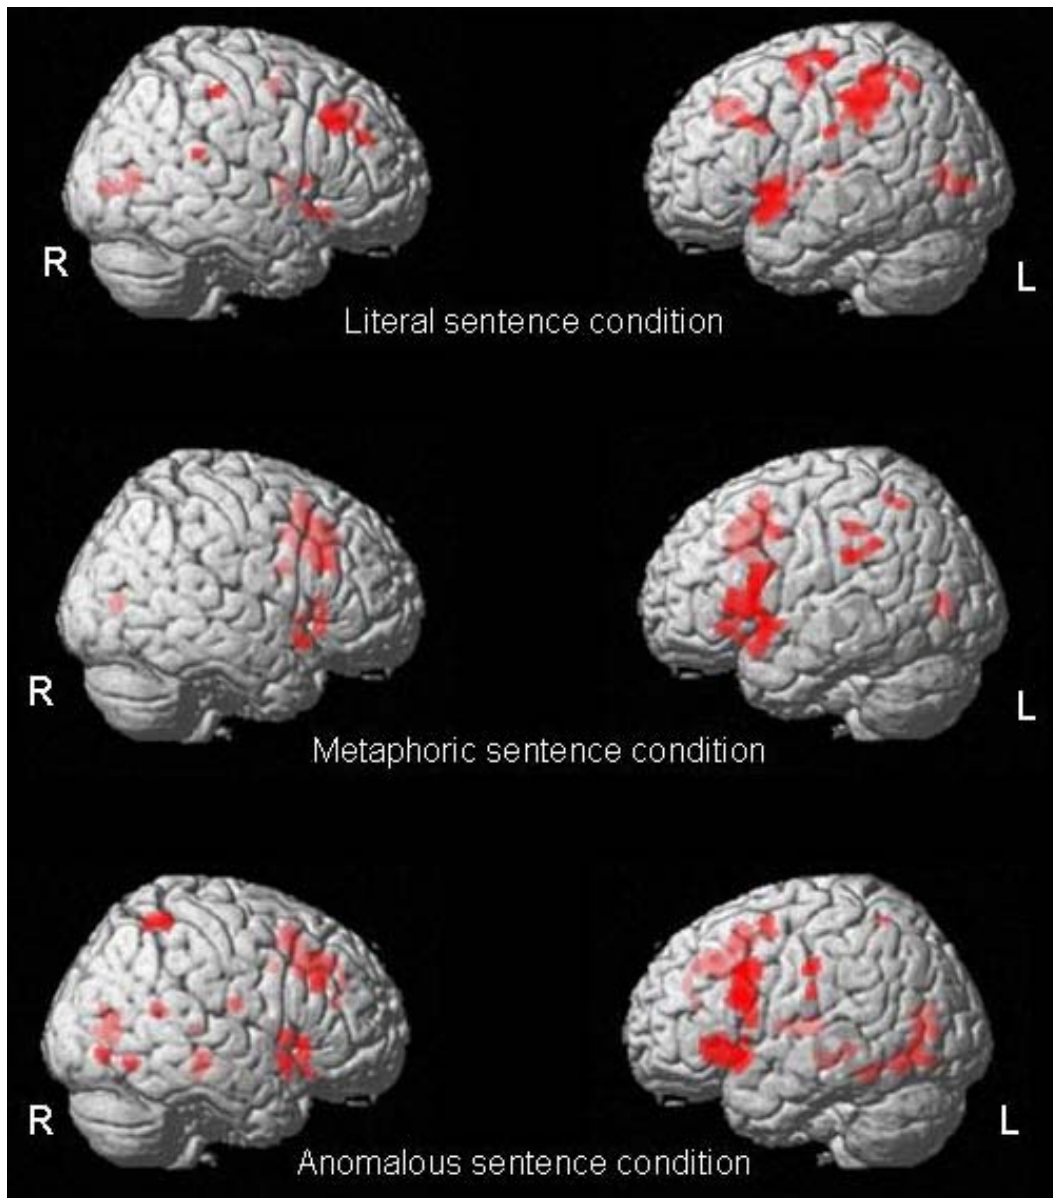 R
L
Literal sentence condition
R
L
Metaphoric sentence condition
R
L
Anomalous sentence condition